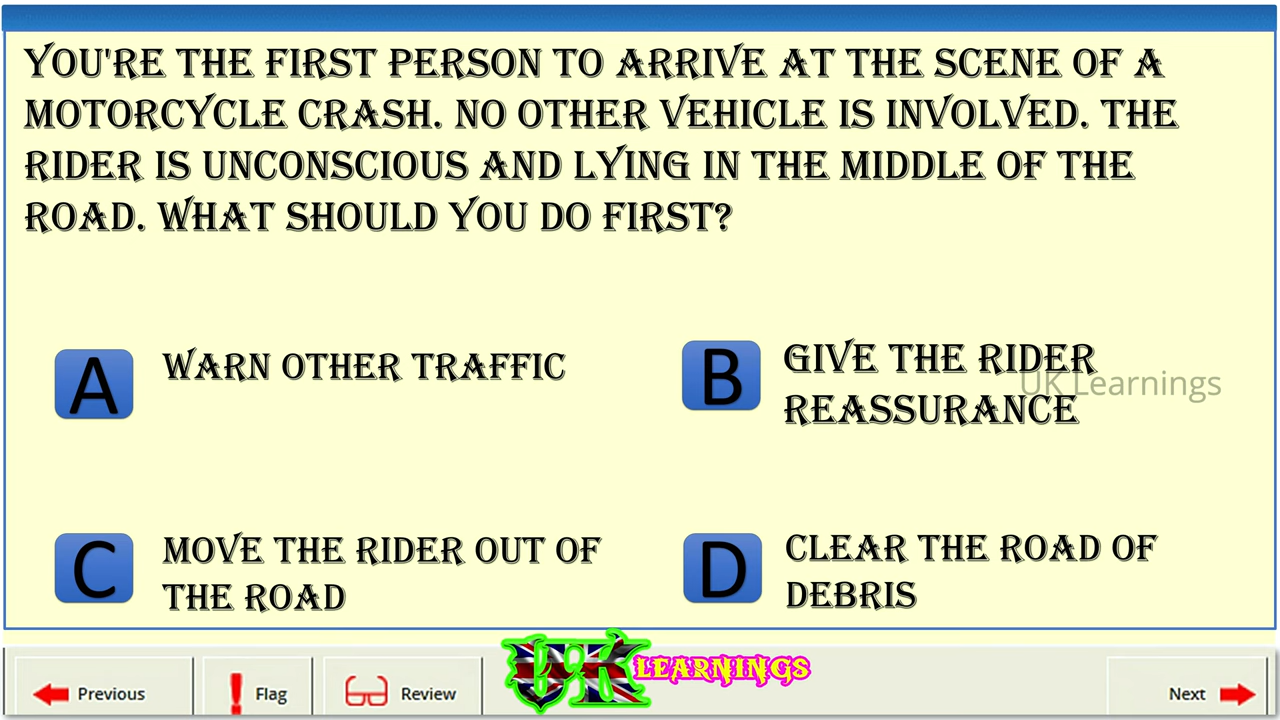 YOU'RE THE FIRST PERSON TO ARRIVE AT THE SCENE OF A
MOTORCYCLE CRASH. NO OTHER VEHICLE IS INVOLVED. THE
RIDER IS UNCONSCIOUS AND LYING IN THE MIDDLE OF THE
ROAD. WHAT SHOULD YOU DO FIRST?
A
WARN OTHER TRAFFIC
B
GIVE THE RIDER
REASSURANCE
UK Learnings
C
MOVE THE RIDER OUT OF
THE ROAD
D
CLEAR THE ROAD OF
DEBRIS
Previous
Flag
Review
UK LEARNINGS
Next